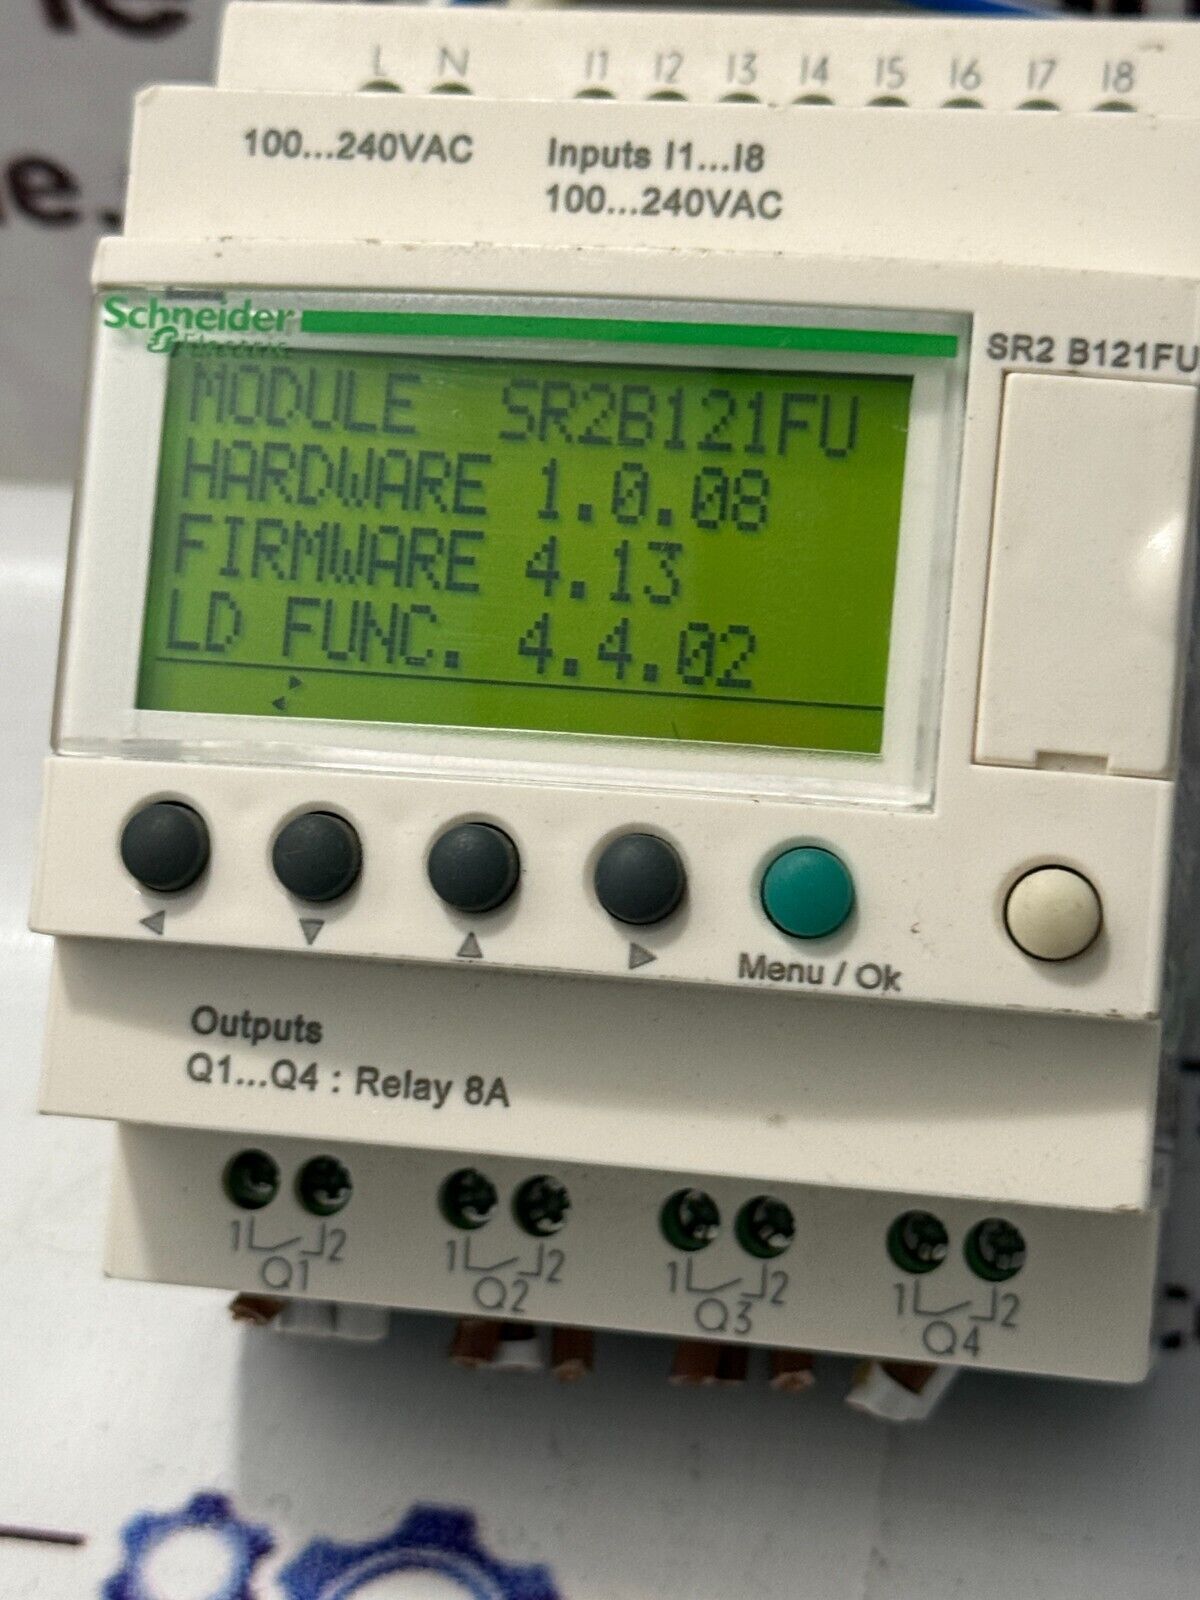 L N I1 I2 I3 I4 I5 I6 I7 I8
100...240VAC
Inputs I1...I8
100...240VAC
Schneider
Electric
SR2 B121FU
MODULE SR2B121FU
HARDWARE 1.0.08
FIRMWARE 4.13
LD FUNC. 4.4.02
Menu / Ok
Outputs
Q1...Q4 : Relay 8A
1 2 1 2 1 2 1 2
Q1 Q2 Q3 Q4